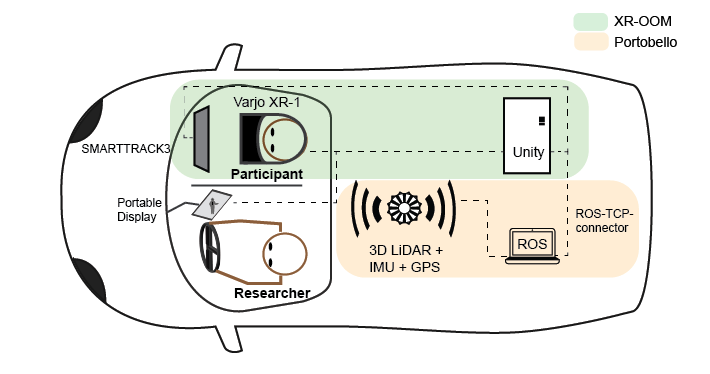 XR-OOM
Portobello
Varjo XR-1
SMARTTRACK3
Unity
Participant
Portable
Display
ROS-TCP-
connector
ROS
3D LiDAR +
IMU + GPS
Researcher